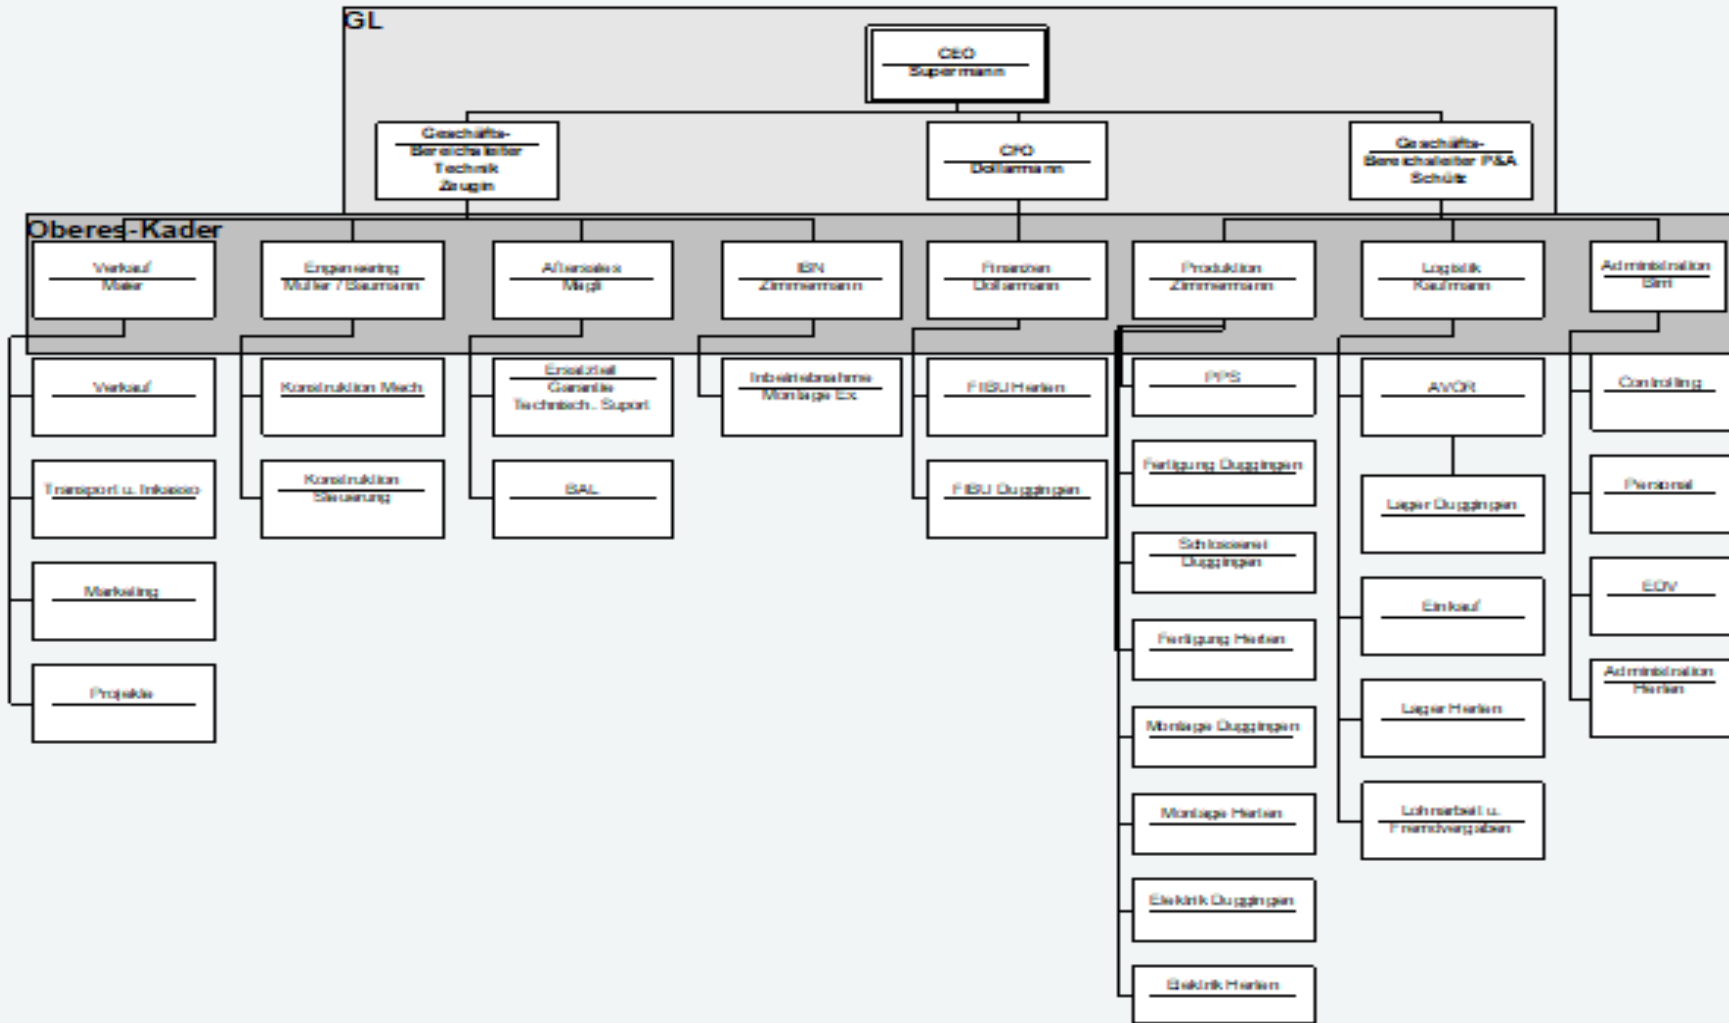 GL
CEO
Supermann
Geschäfts-
Bereichsleiter
Technik
Zaugin
CFO
Dollarmann
Geschäfts-
Bereichsleiter P&A
Schütz
Oberes-Kader
Verkauf
Maier
Engeneering
Müller / Baumann
Aftersales
Mägli
IBN
Zimmermann
Finanzen
Dollarmann
Produktion
Zimmermann
Logistik
Kaufmann
Administration
Verkauf
Konstruktion Mech
Ersatzteil
Garantie
Technisch. Suport
Inbetriebnahme
Montage Ex.
FIBU Herten
PPS
AVOR
Controlling
Transport u. Inkasso
Konstruktion
Steuerung
BAL
FIBU Duggingen
Fertigung Duggingen
Lager Duggingen
Personal
Schlosserei
Duggingen
Marketing
Fertigung Herten
Einkauf
EDV
Projekte
Montage Duggingen
Lager Herten
Administration
Herten
Montage Herten
Lohnarbeit u.
Fremdvergaben
Elektrik Duggingen
Elektrik Herten